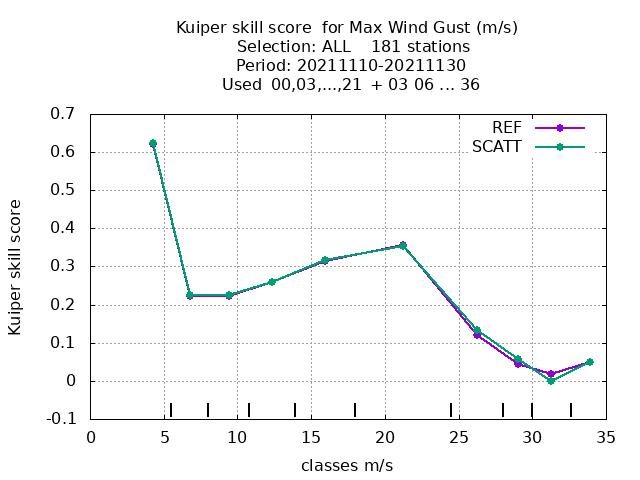 Kuiper skill score  for Max Wind Gust (m/s)
Selection: ALL    181 stations
Period: 20211110-20211130
Used  00,03,...,21  + 03 06 ... 36
REF
SCATT
Kuiper skill score
0.7
0.6
0.5
0.4
0.3
0.2
0.1
0
-0.1
0 5 10 15 20 25 30 35
classes m/s